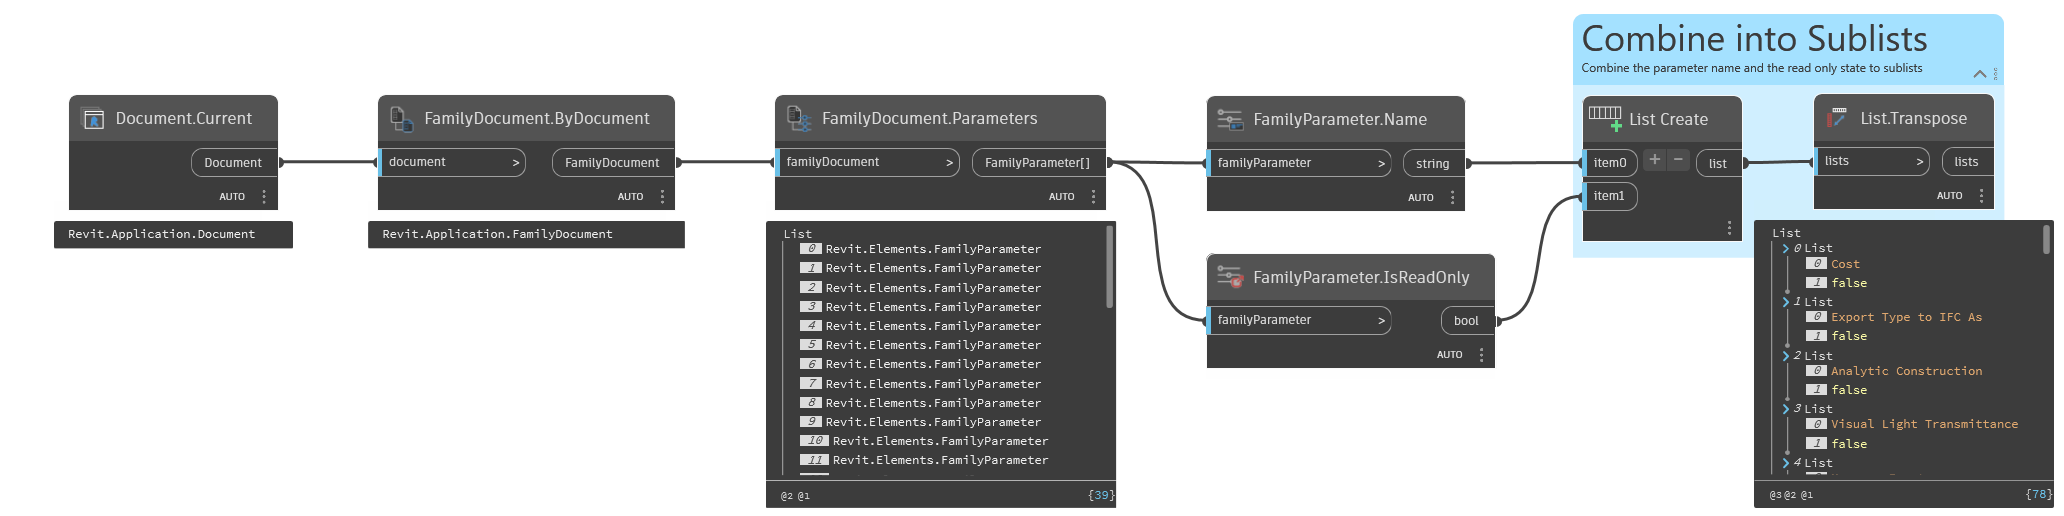 Combine into Sublists
Combine the parameter name and the read only state to sublists
Document.Current
Document
AUTO
Revit.Application.Document
FamilyDocument.ByDocument
document >
FamilyDocument
AUTO
Revit.Application.FamilyDocument
FamilyDocument.Parameters
familyDocument >
FamilyParameter[]
AUTO
List
0 Revit.Elements.FamilyParameter
1 Revit.Elements.FamilyParameter
2 Revit.Elements.FamilyParameter
3 Revit.Elements.FamilyParameter
4 Revit.Elements.FamilyParameter
5 Revit.Elements.FamilyParameter
6 Revit.Elements.FamilyParameter
7 Revit.Elements.FamilyParameter
8 Revit.Elements.FamilyParameter
9 Revit.Elements.FamilyParameter
10 Revit.Elements.FamilyParameter
11 Revit.Elements.FamilyParameter
@2 @1 {39}
FamilyParameter.Name
familyParameter >
string
AUTO
FamilyParameter.IsReadOnly
familyParameter >
bool
AUTO
List Create
item0 + - list
item1
List.Transpose
lists >
lists
AUTO
List
0 List
0 Cost
1 false
1 List
0 Export Type to IFC As
1 false
2 List
0 Analytic Construction
1 false
3 List
0 Visual Light Transmittance
1 false
4 List
@3 @2 @1 {78}